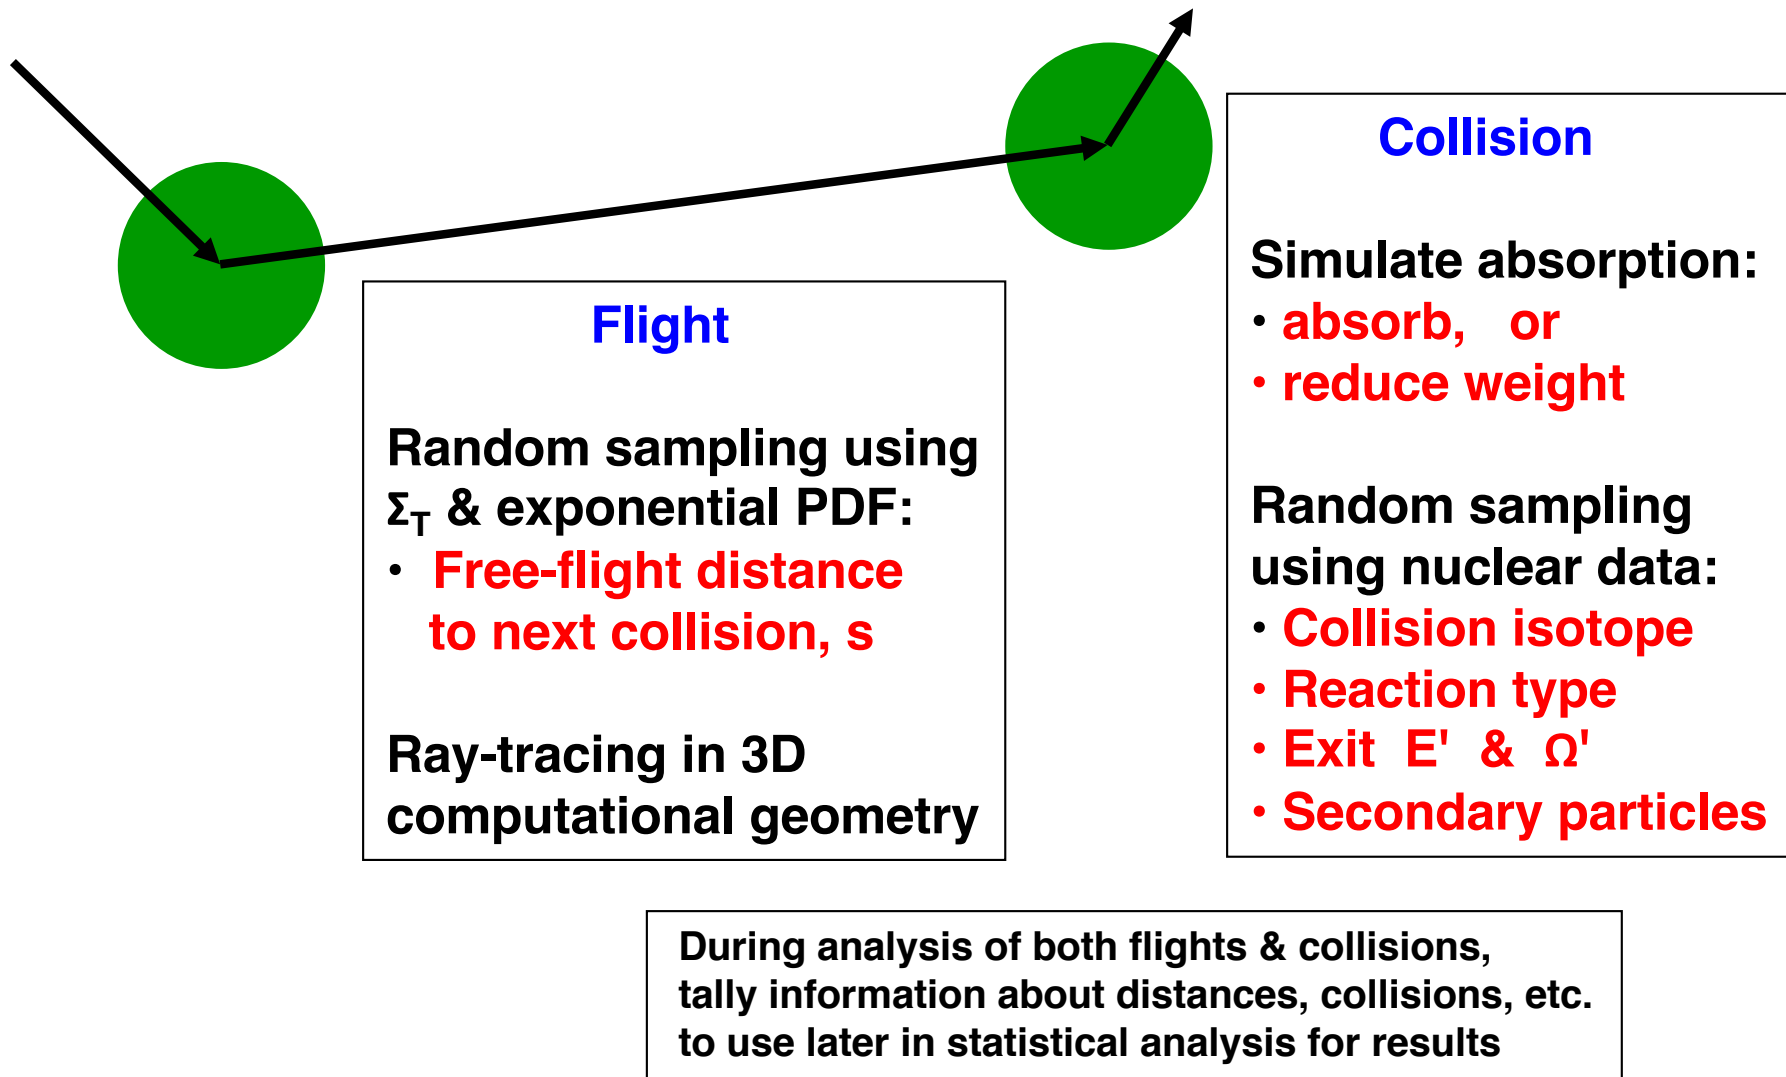 Flight
Random sampling using
Σ_T & exponential PDF:
• Free-flight distance
to next collision, s
Ray-tracing in 3D
computational geometry
Collision
Simulate absorption:
• absorb, or
• reduce weight
Random sampling
using nuclear data:
• Collision isotope
• Reaction type
• Exit E' & Ω'
• Secondary particles
During analysis of both flights & collisions,
tally information about distances, collisions, etc.
to use later in statistical analysis for results